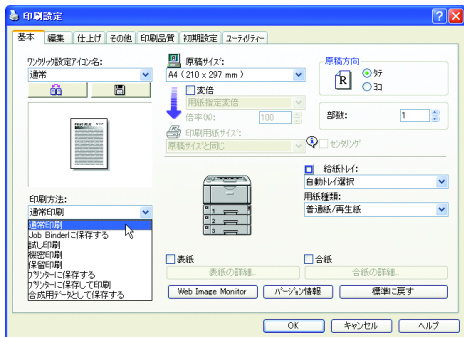 印刷設定
基本 編集 仕上げ その他 印刷品質 初期設定 ユーティリティー
ワンクリック設定アイコン名:
通常
原稿サイズ:
A4 (210 x 297 mm)
変倍
用紙指定変倍
倍率(%): 100
印刷用紙サイズ:
原稿サイズと同じ
原稿方向
R
タテ
ヨコ
部数: 1
センタリング
印刷方法:
通常印刷
通常印刷
Job Binderに保存する
試し印刷
機密印刷
保留印刷
プリンターに保存する
プリンターに保存して印刷
合成用データとして保存する
給紙トレイ:
自動トレイ選択
用紙種類:
普通紙/再生紙
1
2
3
表紙
表紙の詳細...
合紙
合紙の詳細...
Web Image Monitor バージョン情報 標準に戻す
OK キャンセル ヘルプ